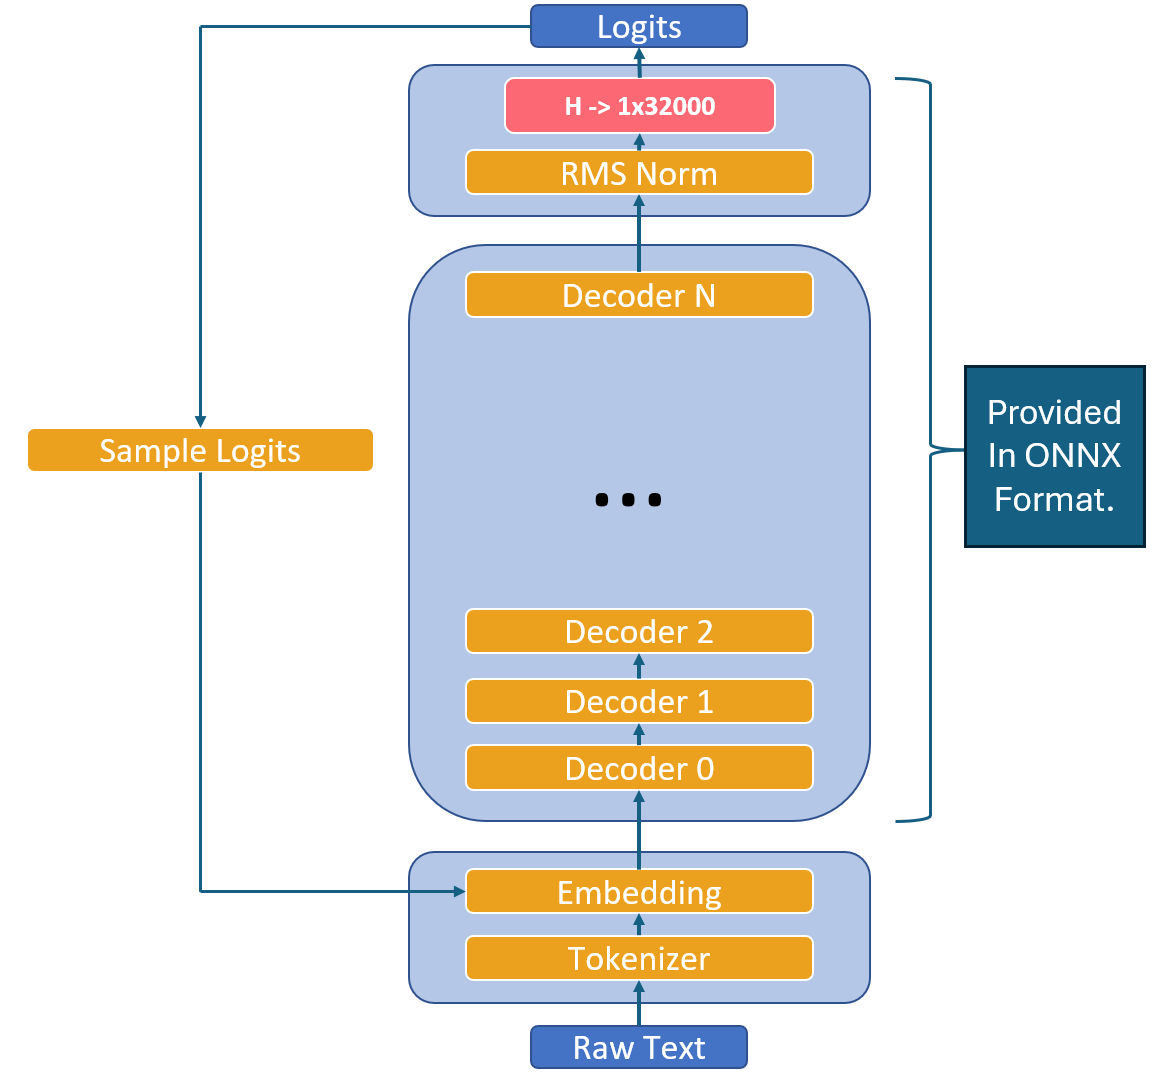 Logits
H -> 1x32000
RMS Norm
Decoder N
Sample Logits
...
Decoder 2
Decoder 1
Decoder 0
Embedding
Tokenizer
Raw Text
Provided
In ONNX
Format.